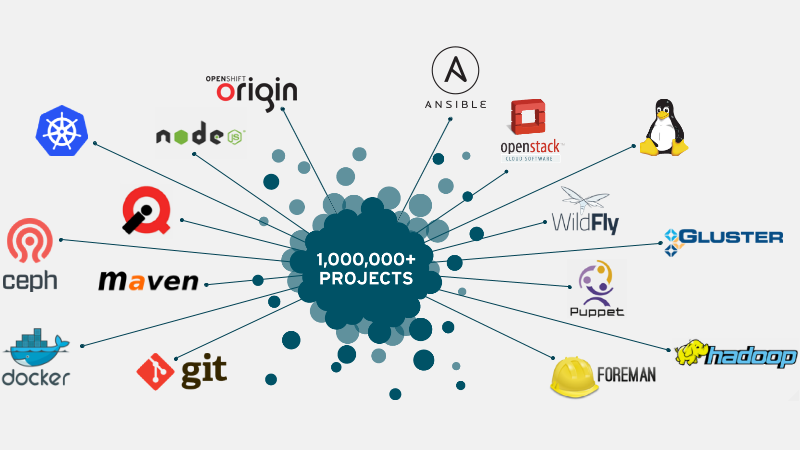 OPENSHIFT
origin
ANSIBLE
node
JS
openstack™
CLOUD SOFTWARE
WildFly
GLUSTER
1,000,000+
PROJECTS
ceph
maven
Puppet
docker
git
FOREMAN
hadoop